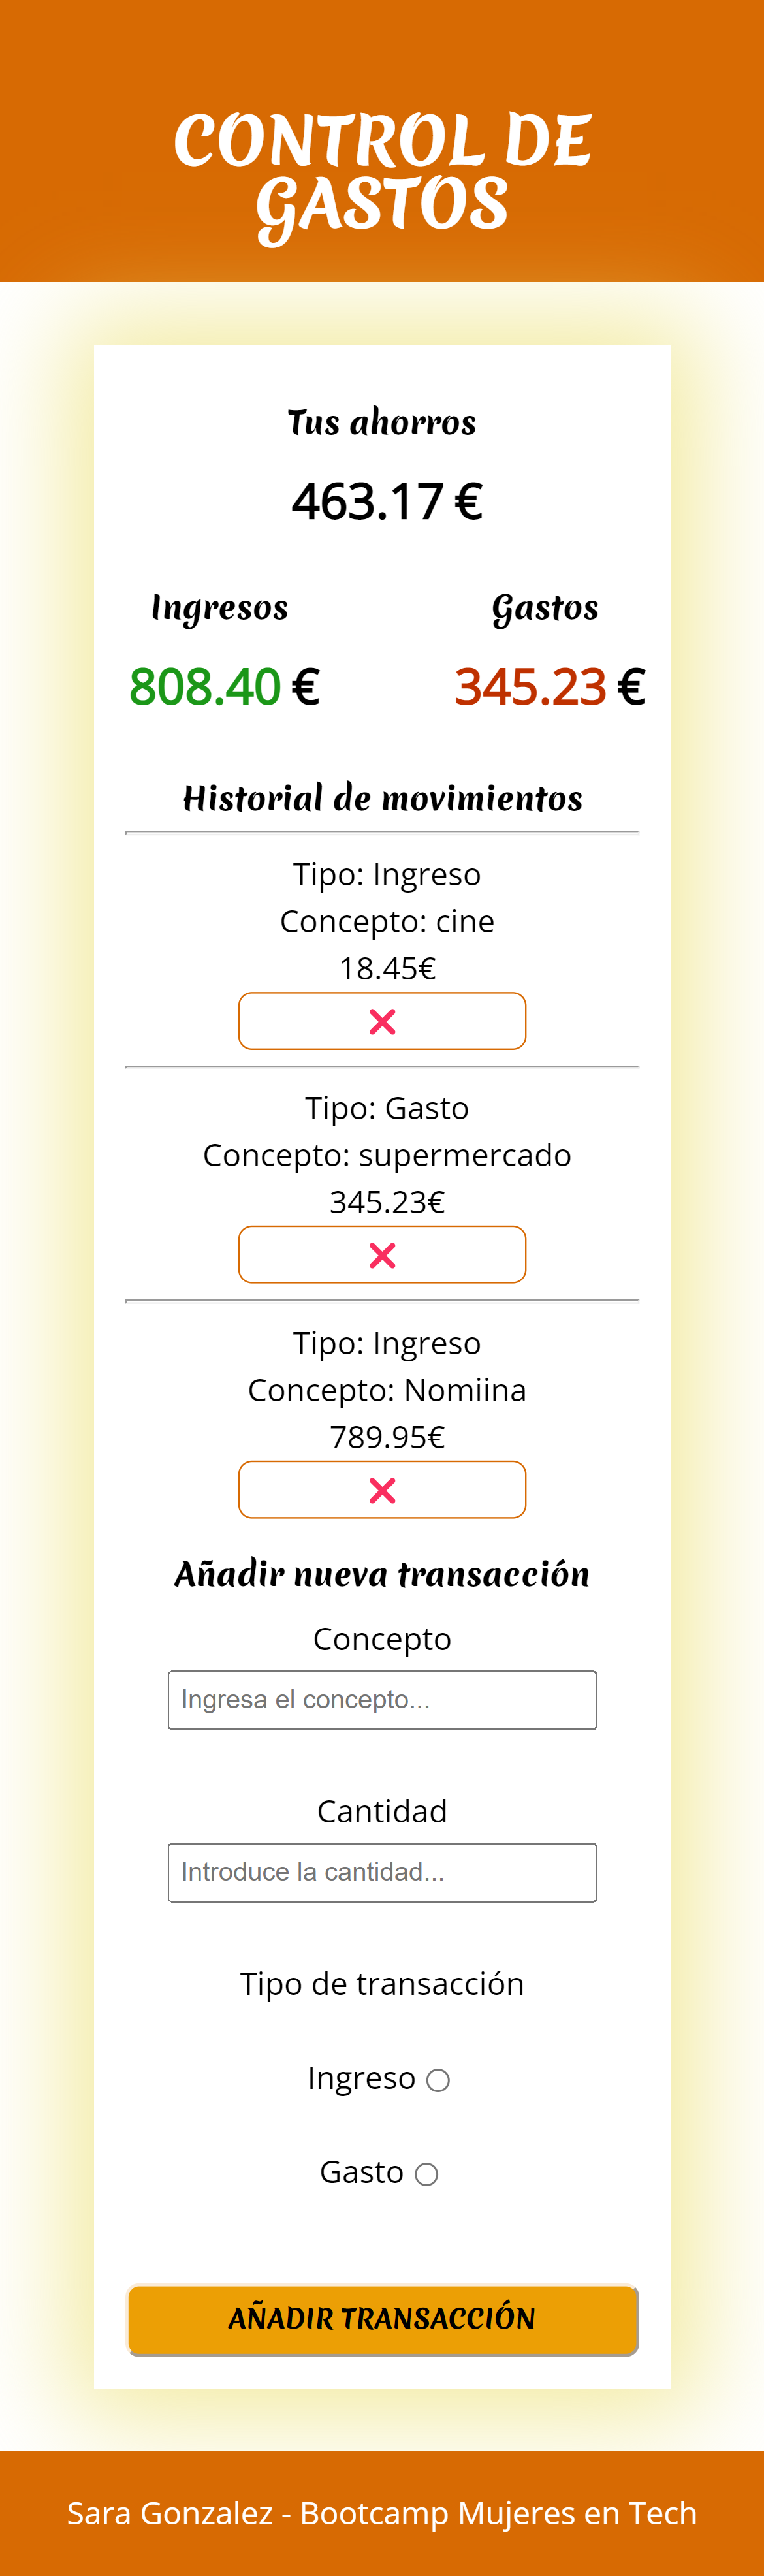 CONTROL DE
GASTOS
Tus ahorros
463.17 €
Ingresos Gastos
808.40 € 345.23 €
Historial de movimientos
Tipo: Ingreso
Concepto: cine
18.45€
Tipo: Gasto
Concepto: supermercado
345.23€
Tipo: Ingreso
Concepto: Nomiina
789.95€
Añadir nueva transacción
Concepto
Ingresa el concepto...
Cantidad
Introduce la cantidad...
Tipo de transacción
Ingreso
Gasto
AÑADIR TRANSACCIÓN
Sara Gonzalez - Bootcamp Mujeres en Tech